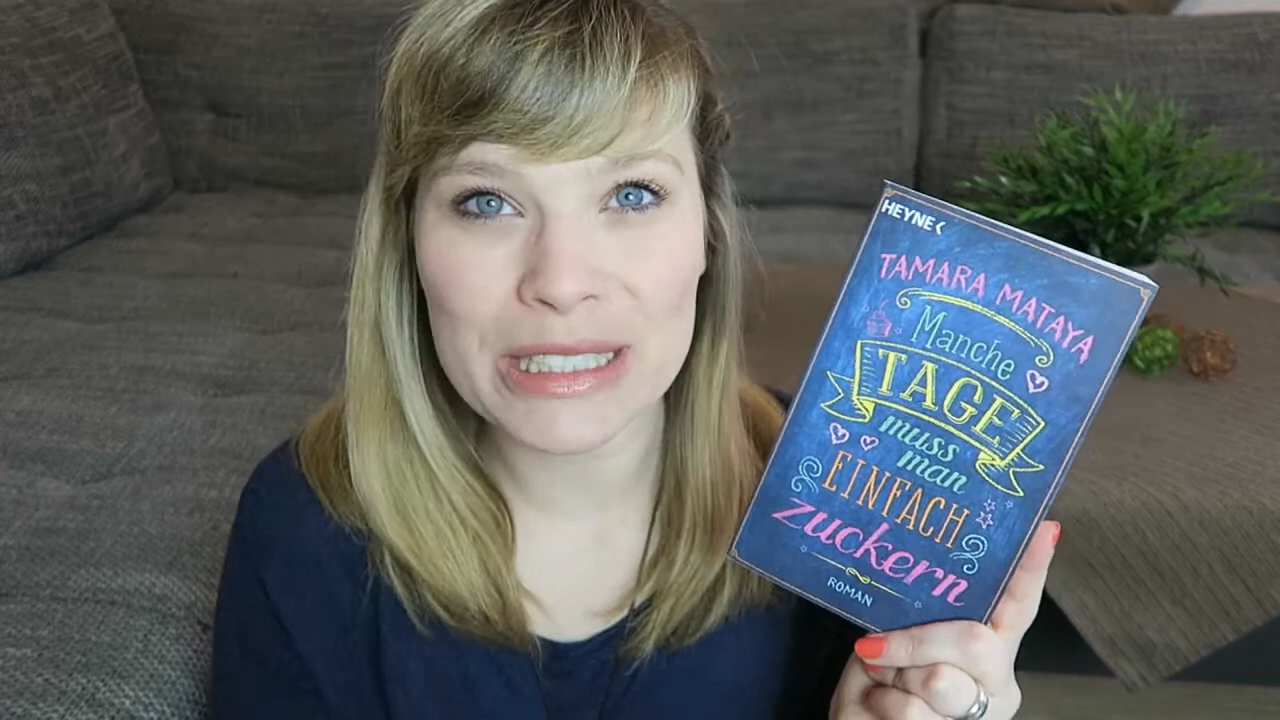 HEYNE
TAMARA MATAYA
Manche
TAGE
muss
man
EINFACH
zuckern
ROMAN